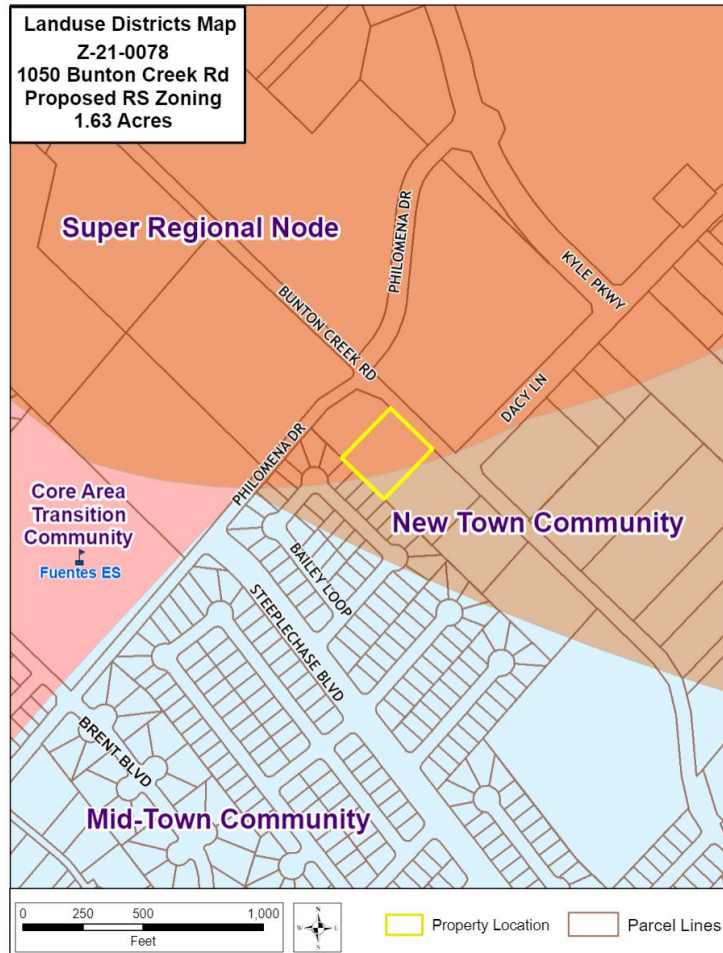 Landuse Districts Map
Z-21-0078
1050 Bunton Creek Rd
Proposed RS Zoning
1.63 Acres
Super Regional Node
PHILOMENA DR
KYLE PKWY
BUNTON CREEK RD
DACY LN
PHILOMENA DR
Core Area
Transition
Community
Fuentes ES
New Town Community
BAILEY LOOP
STEEPLECHASE BLVD
BRENT BLVD
Mid-Town Community
0 250 500 1,000
Feet
N
W E
S
Property Location
Parcel Lines